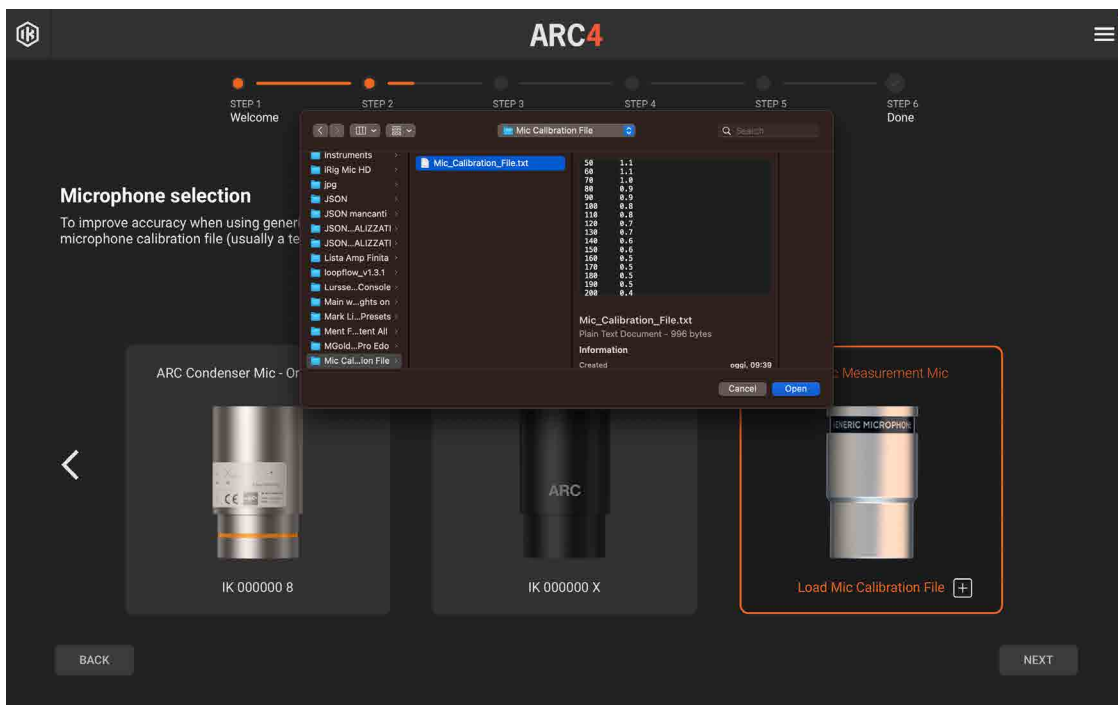 ARC4
STEP 1
Welcome
STEP 2
STEP 3
STEP 4
STEP 5
STEP 6
Done
Microphone selection
To improve accuracy when using gener
microphone calibration file (usually a te
Mic Calibration File
Search
Instruments
iRig Mic HD
jpg
JSON
JSON mancanti
JSON...ALIZZATI
JSON...ALIZZATI
Lista Amp Finita
loopflow_v1.3.1
Lursse...Console
Main w...ghts on
Mark Li...Presets
Ment F...tent All
MGold...Pro Edo
Mic Cal...ion File
Mic_Calibration_File.txt
50 1.1
60 1.1
70 1.0
80 0.9
90 0.9
100 0.8
110 0.8
120 0.7
130 0.7
140 0.6
150 0.6
160 0.5
170 0.5
180 0.5
190 0.5
200 0.4
Mic_Calibration_File.txt
Plain Text Document - 996 bytes
Information
Created oggi, 09:39
Cancel
Open
ARC Condenser Mic - Or
c Measurement Mic
CE
ARC
GENERIC MICROPHONE
IK 000000 8
IK 000000 X
Load Mic Calibration File
BACK
NEXT